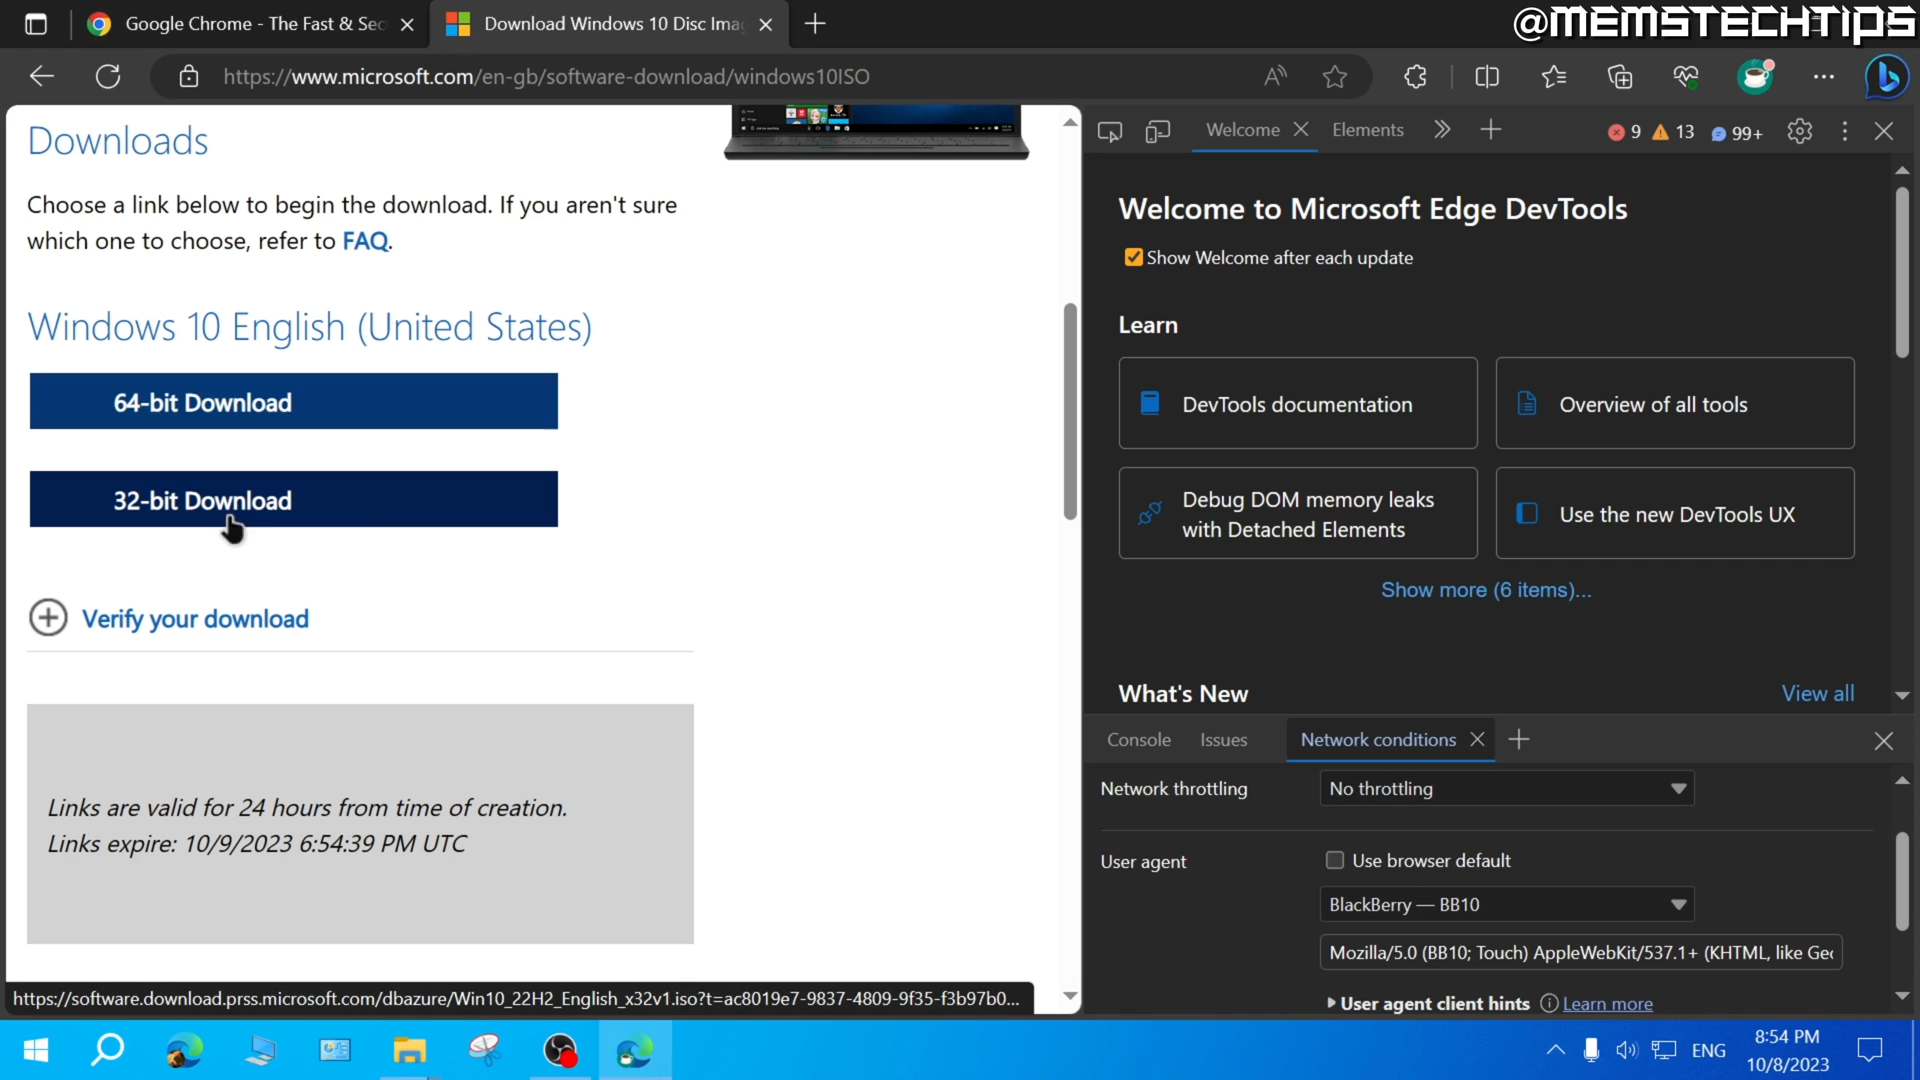 Google Chrome - The Fast & Sec
Download Windows 10 Disc Imag
@MEMSTECHTIPS
https://www.microsoft.com/en-gb/software-download/windows10ISO
Downloads
Choose a link below to begin the download. If you aren't sure
which one to choose, refer to FAQ.
Windows 10 English (United States)
64-bit Download
32-bit Download
Verify your download
Links are valid for 24 hours from time of creation.
Links expire: 10/9/2023 6:54:39 PM UTC
https://software.download.prss.microsoft.com/dbazure/Win10_22H2_English_x32v1.iso?t=ac8019e7-9837-4809-9f35-f3b97b0...
Welcome
Elements
9
13
99+
Welcome to Microsoft Edge DevTools
Show Welcome after each update
Learn
DevTools documentation
Overview of all tools
Debug DOM memory leaks
with Detached Elements
Use the new DevTools UX
Show more (6 items)...
What's New
View all
Console
Issues
Network conditions
Network throttling
No throttling
User agent
Use browser default
BlackBerry — BB10
Mozilla/5.0 (BB10; Touch) AppleWebKit/537.1+ (KHTML, like Gec
User agent client hints
Learn more
ENG
8:54 PM
10/8/2023